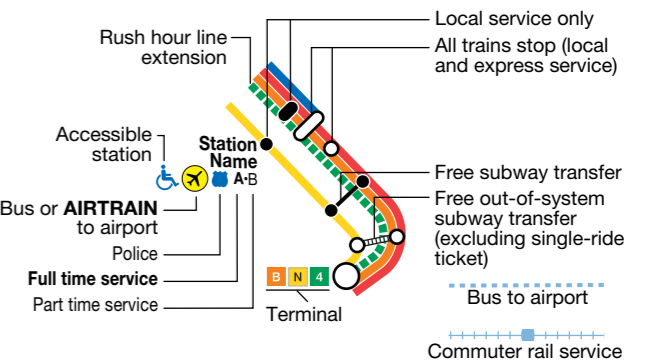 Local service only
Rush hour line
extension
All trains stop (local
and express service)
Accessible
station
Station
Name
A•B
Bus or AIRTRAIN
to airport
Police
Full time service
Part time service
Free subway transfer
Free out-of-system
subway transfer
(excluding single-ride
ticket)
B N 4
Terminal
Bus to airport
Commuter rail service